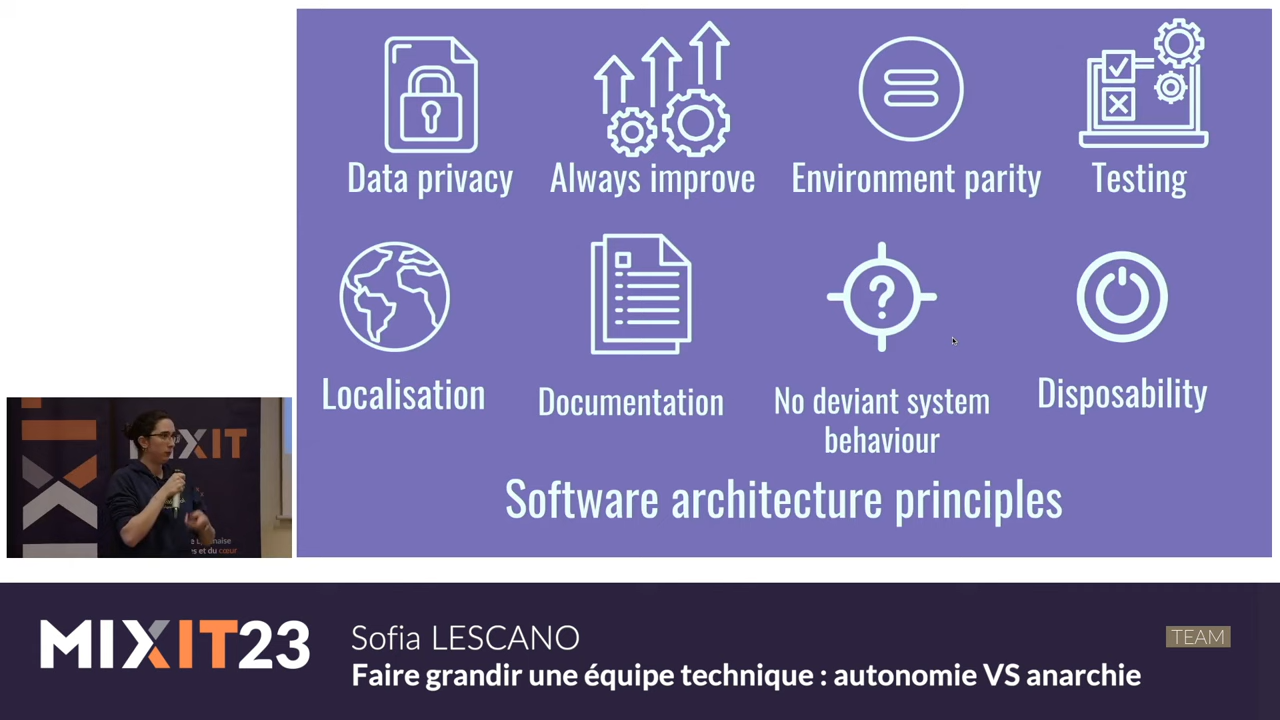 Data privacy
Always improve
Environment parity
Testing
Localisation
Documentation
No deviant system
behaviour
Disposability
Software architecture principles
MIXIT
MIXIT23
Sofia LESCANO
TEAM
Faire grandir une équipe technique : autonomie VS anarchie